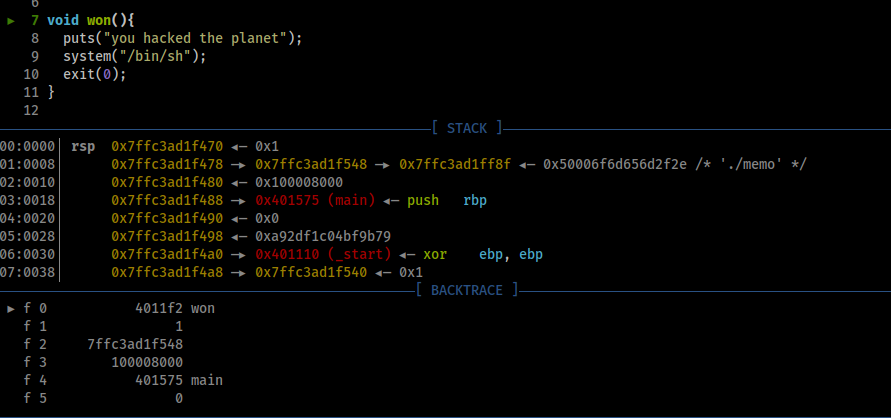 6
► 7 void won(){
8 puts("you hacked the planet");
9 system("/bin/sh");
10 exit(0);
11 }
12
[ STACK ]
00:0000│ rsp 0x7ffc3ad1f470 ◂— 0x1
01:0008│ 0x7ffc3ad1f478 —▸ 0x7ffc3ad1f548 —▸ 0x7ffc3ad1ff8f ◂— 0x50006f6d656d2f2e /* './memo' */
02:0010│ 0x7ffc3ad1f480 ◂— 0x100008000
03:0018│ 0x7ffc3ad1f488 —▸ 0x401575 (main) ◂— push rbp
04:0020│ 0x7ffc3ad1f490 ◂— 0x0
05:0028│ 0x7ffc3ad1f498 ◂— 0xa92df1c04bf9b79
06:0030│ 0x7ffc3ad1f4a0 —▸ 0x401110 (_start) ◂— xor ebp, ebp
07:0038│ 0x7ffc3ad1f4a8 —▸ 0x7ffc3ad1f540 ◂— 0x1
[ BACKTRACE ]
► f 0 4011f2 won
f 1 1
f 2 7ffc3ad1f548
f 3 100008000
f 4 401575 main
f 5 0